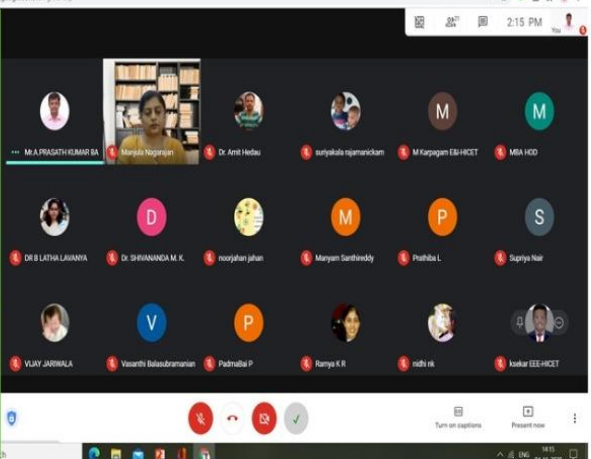 2:15 PM
You
Mr.A.PRASATH KUMAR BA
Manjula Nagarajan
Dr. Amit Hedau
suriyakala rajamanickam
M Karpagam E&I-HICET
MBA HOD
M
M
DR B LATHA LAVANYA
Dr. SHIVANANDA M. K.
noorjahan jahan
Manyam Santhireddy
Prathiba L
Supriya Nair
D
M
P
S
VIJAY JARIWALA
Vasanthi Balasubramanian
PadmaBai P
Ramya K R
nidhi nk
ksekar EEE-HICET
V
P
Turn on captions
Present now
ENG
14:15